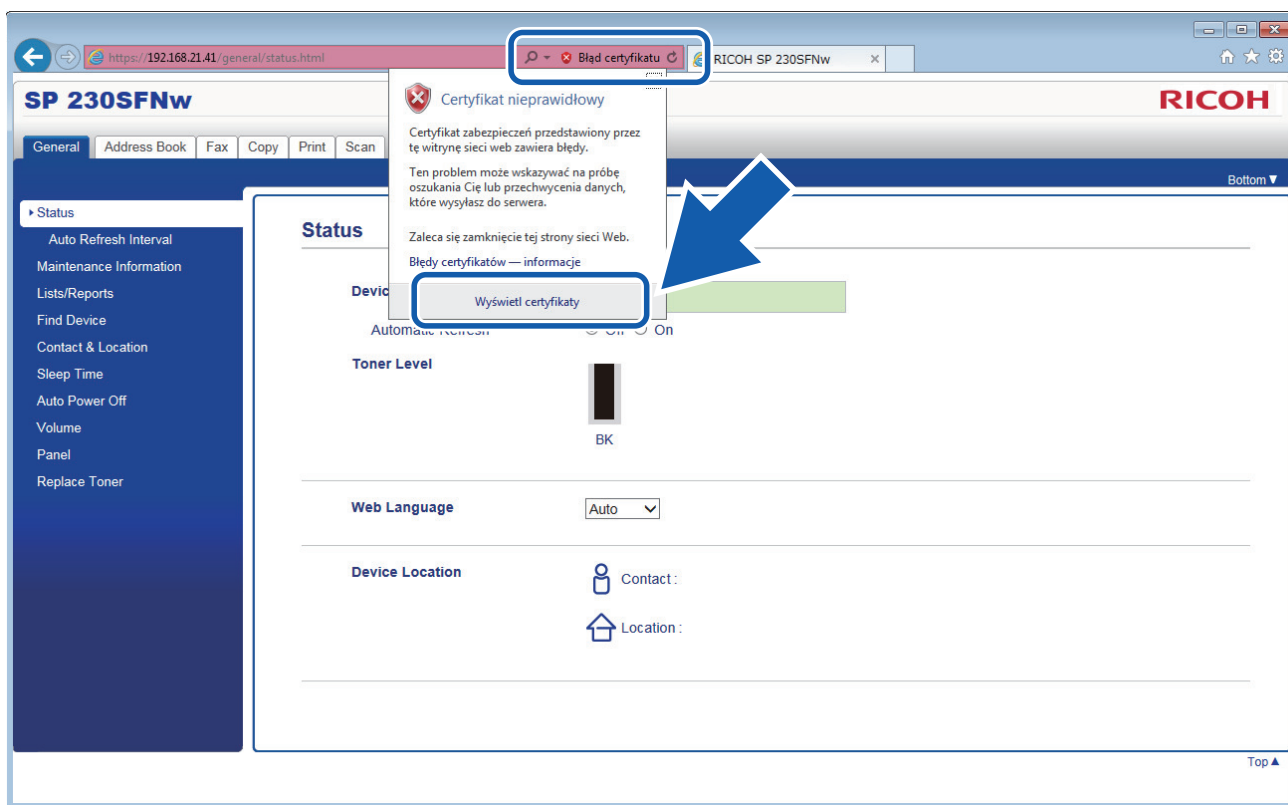 https://192.168.21.41/general/status.html
Błąd certyfikatu
RICOH SP 230SFNw
SP 230SFNw
RICOH
General
Address Book
Fax
Copy
Print
Scan
Certyfikat nieprawidłowy
Certyfikat zabezpieczeń przedstawiony przez
tę witrynę sieci web zawiera błędy.
Ten problem może wskazywać na próbę
oszukania Cię lub przechwycenia danych,
które wysyłasz do serwera.
Zaleca się zamknięcie tej strony sieci Web.
Błędy certyfikatów — informacje
Wyświetl certyfikaty
Bottom▼
Status
Auto Refresh Interval
Maintenance Information
Lists/Reports
Find Device
Contact & Location
Sleep Time
Auto Power Off
Volume
Panel
Replace Toner
Status
Automatic Refresh
Off
On
Toner Level
BK
Web Language
Auto
Device Location
Contact :
Location :
Top▲